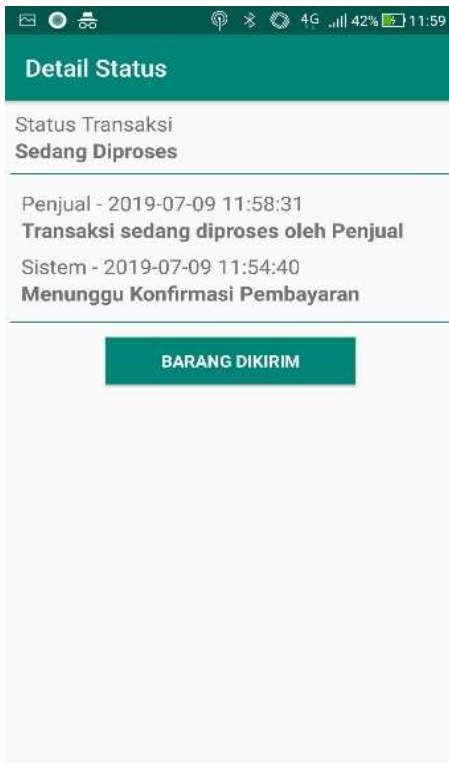 4G 42% 11:59
Detail Status
Status Transaksi
Sedang Diproses
Penjual - 2019-07-09 11:58:31
Transaksi sedang diproses oleh Penjual
Sistem - 2019-07-09 11:54:40
Menunggu Konfirmasi Pembayaran
BARANG DIKIRIM